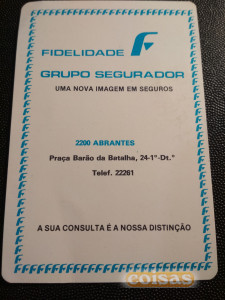 FIDELIDADE
GRUPO SEGURADOR
UMA NOVA IMAGEM EM SEGUROS
2200 ABRANTES
Praça Barão da Batalha, 24-1°-Dt.°
Telef. 22261
A SUA CONSULTA É A NOSSA DISTINÇÃO
coisas